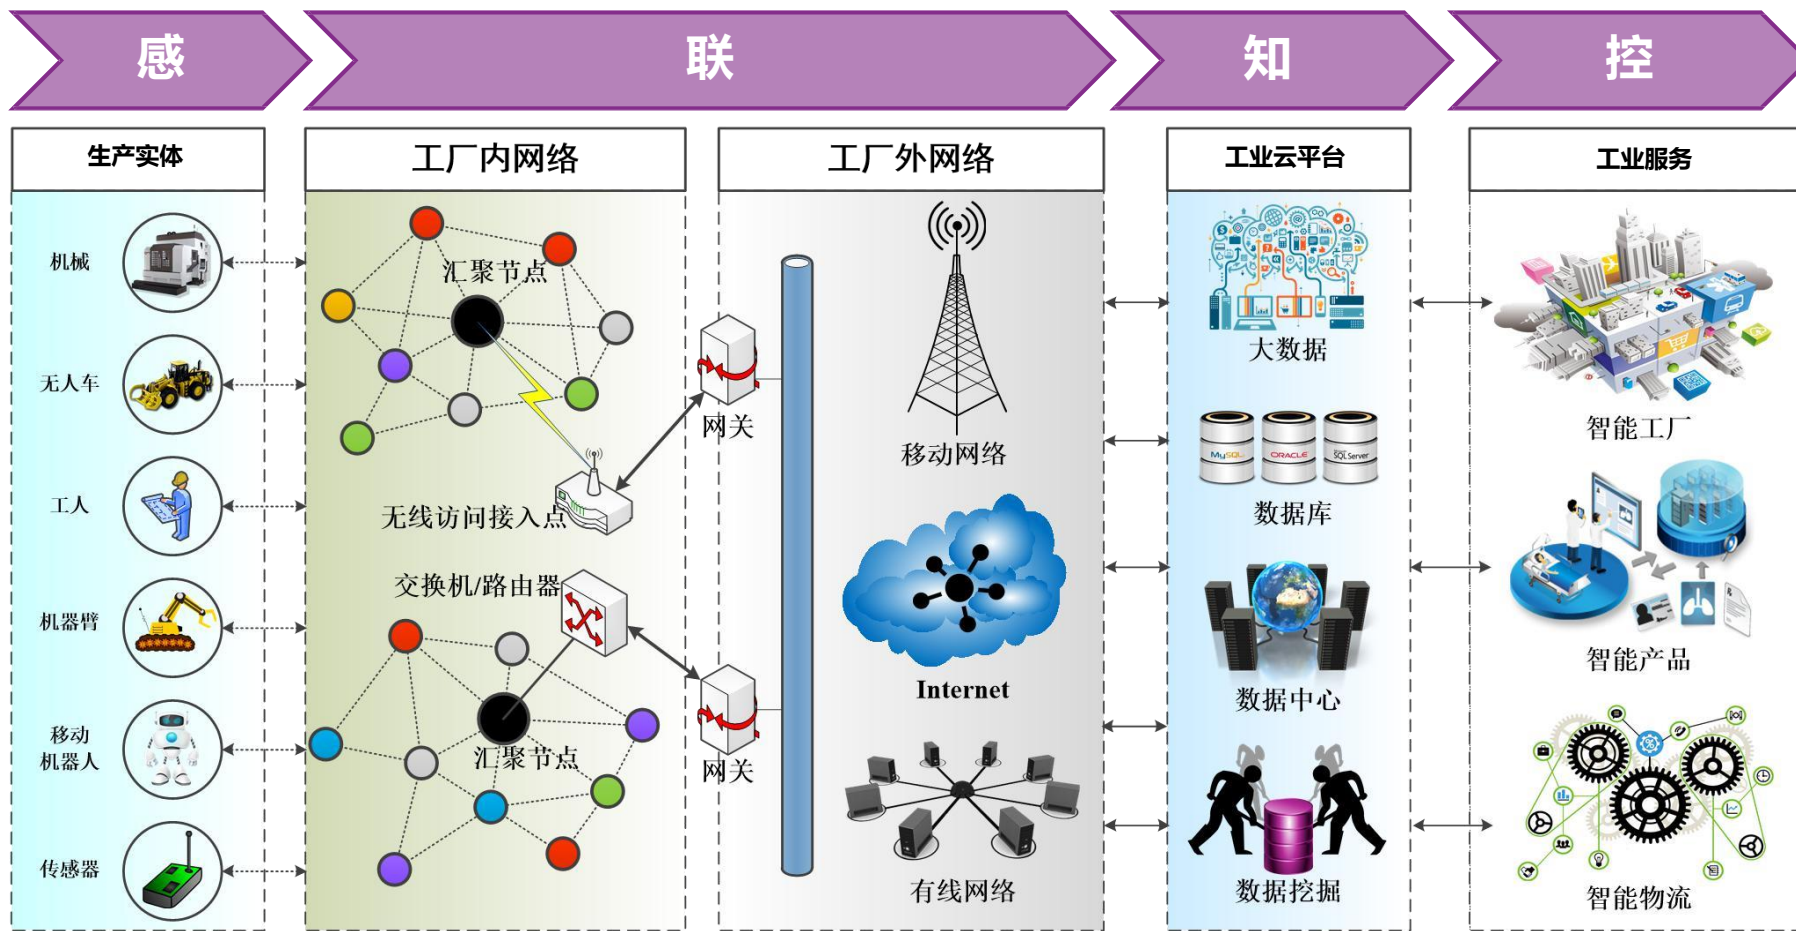 感
联
知
控
生产实体
工厂内网络
工厂外网络
工业云平台
工业服务
机械
无人车
工人
机器臂
移动
机器人
传感器
汇聚节点
无线访问接入点
交换机/路由器
汇聚节点
网关
网关
移动网络
Internet
有线网络
大数据
MySQL
ORACLE
SQL Server
数据库
数据中心
数据挖掘
智能工厂
智能产品
智能物流